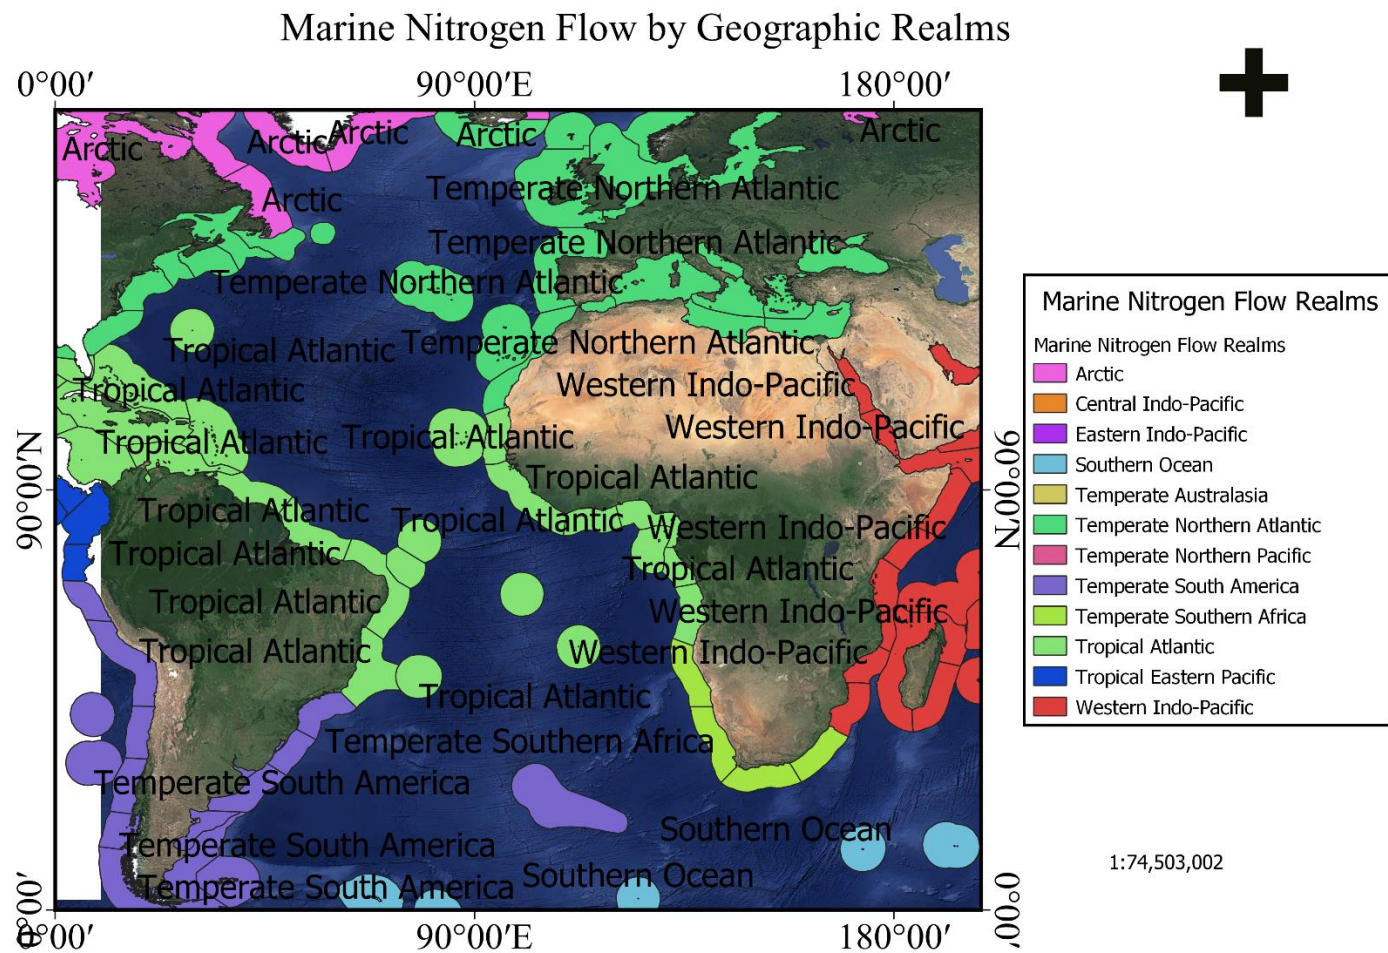 Marine Nitrogen Flow by Geographic Realms
0°00′ 90°00′E 180°00′
Arctic
Arctic
Arctic
Arctic
Arctic
Arctic
Temperate Northern Atlantic
Temperate Northern Atlantic
Temperate Northern Atlantic
Temperate Northern Atlantic
Tropical Atlantic
Western Indo-Pacific
Tropical Atlantic
Western Indo-Pacific
Tropical Atlantic
Tropical Atlantic
Tropical Atlantic
90°00′N
90°00′N
Tropical Atlantic
Tropical Atlantic
Western Indo-Pacific
Tropical Atlantic
Tropical Atlantic
Tropical Atlantic
Western Indo-Pacific
Tropical Atlantic
Western Indo-Pacific
Tropical Atlantic
Temperate Southern Africa
Temperate South America
Southern Ocean
Temperate South America
Southern Ocean
Temperate South America
0°00′
0°00′
0°00′ 90°00′E 180°00′
Marine Nitrogen Flow Realms
Marine Nitrogen Flow Realms
Arctic
Central Indo-Pacific
Eastern Indo-Pacific
Southern Ocean
Temperate Australasia
Temperate Northern Atlantic
Temperate Northern Pacific
Temperate South America
Temperate Southern Africa
Tropical Atlantic
Tropical Eastern Pacific
Western Indo-Pacific
1:74,503,002